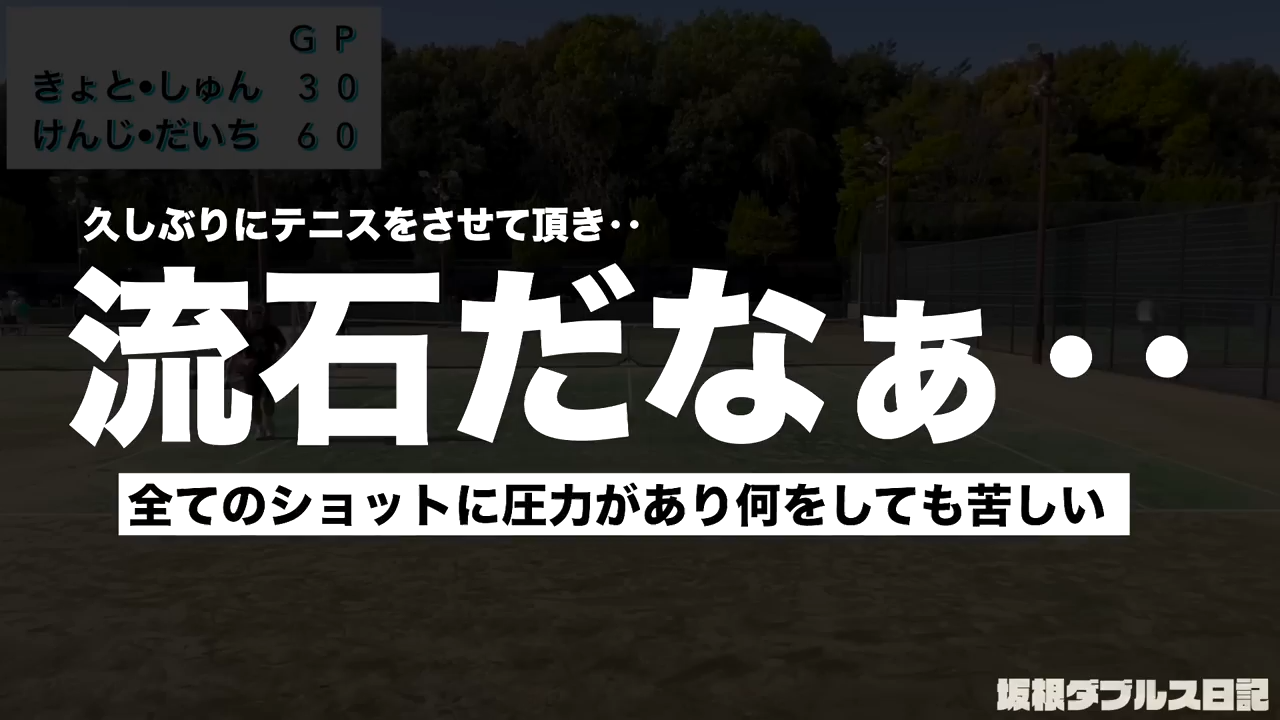 G P
きょと•しゅん 3 0
けんじ•だいち 6 0
久しぶりにテニスをさせて頂き‥
流石だなぁ‥
全てのショットに圧力があり何をしても苦しい
坂根ダブルス日記